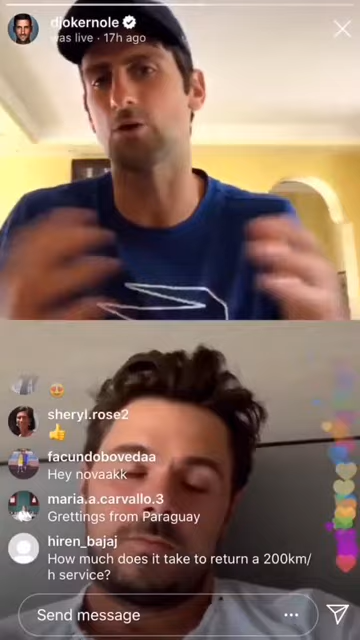 djokernole
was live · 17h ago
sheryl.rose2
facundobovedaa
Hey novaakk
maria.a.carvallo.3
Grettings from Paraguay
hiren_bajaj
How much does it take to return a 200km/
h service?
Send message